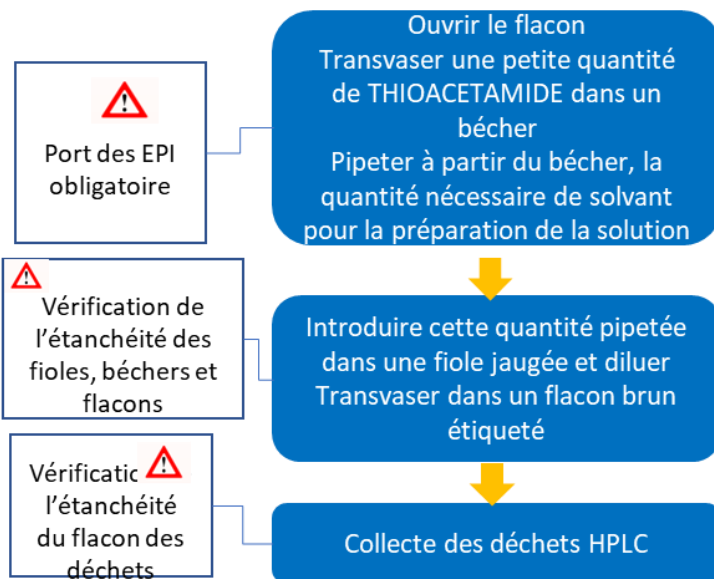 Ouvrir le flacon
Transvaser une petite quantité
de THIOACETAMIDE dans un
bécher
Pipeter à partir du bécher, la
quantité nécessaire de solvant
pour la préparation de la solution
Port des EPI
obligatoire
Introduire cette quantité pipetée
dans une fiole jaugée et diluer
Transvaser dans un flacon brun
étiqueté
Vérification de
l’étanchéité des
fioles, béchers et
flacons
Collecte des déchets HPLC
l’étanchéité
du flacon des
déchets